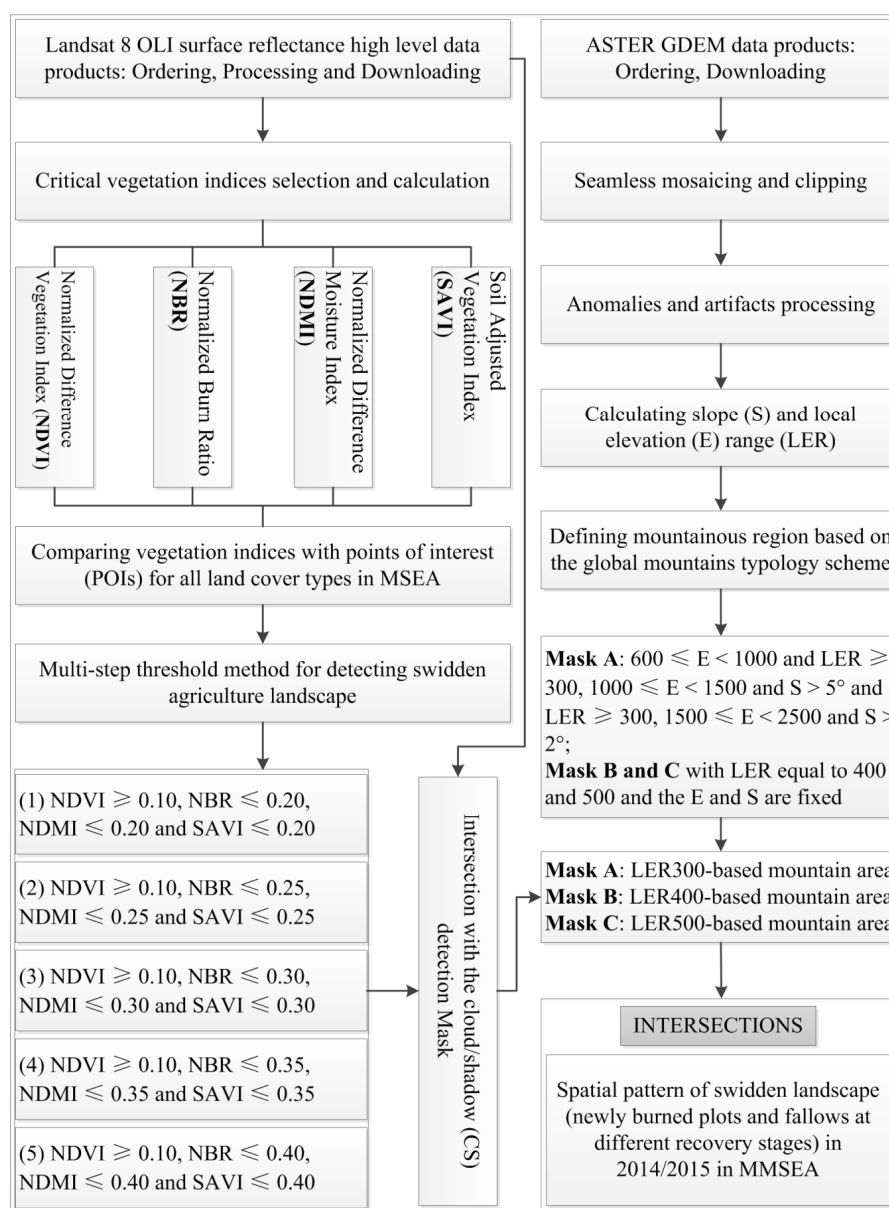 Landsat 8 OLI surface reflectance high level data
products: Ordering, Processing and Downloading
Critical vegetation indices selection and calculation
Normalized Difference
Vegetation Index (NDVI)
Normalized Burn Ratio
(NBR)
Normalized Difference
Moisture Index
(NDMI)
Soil Adjusted
Vegetation Index
(SAVI)
Comparing vegetation indices with points of interest
(POIs) for all land cover types in MSEA
Multi-step threshold method for detecting swidden
agriculture landscape
(1) NDVI ≥ 0.10, NBR ≤ 0.20,
NDMI ≤ 0.20 and SAVI ≤ 0.20
(2) NDVI ≥ 0.10, NBR ≤ 0.25,
NDMI ≤ 0.25 and SAVI ≤ 0.25
(3) NDVI ≥ 0.10, NBR ≤ 0.30,
NDMI ≤ 0.30 and SAVI ≤ 0.30
(4) NDVI ≥ 0.10, NBR ≤ 0.35,
NDMI ≤ 0.35 and SAVI ≤ 0.35
(5) NDVI ≥ 0.10, NBR ≤ 0.40,
NDMI ≤ 0.40 and SAVI ≤ 0.40
Intersection with the cloud/shadow (CS)
detection Mask
ASTER GDEM data products:
Ordering, Downloading
Seamless mosaicing and clipping
Anomalies and artifacts processing
Calculating slope (S) and local
elevation (E) range (LER)
Defining mountainous region based on
the global mountains typology scheme
Mask A: 600 ≤ E < 1000 and LER ≥
300, 1000 ≤ E < 1500 and S > 5° and
LER ≥ 300, 1500 ≤ E < 2500 and S >
2°;
Mask B and C with LER equal to 400
and 500 and the E and S are fixed
Mask A: LER300-based mountain area
Mask B: LER400-based mountain area
Mask C: LER500-based mountain area
INTERSECTIONS
Spatial pattern of swidden landscape
(newly burned plots and fallows at
different recovery stages) in
2014/2015 in MMSEA